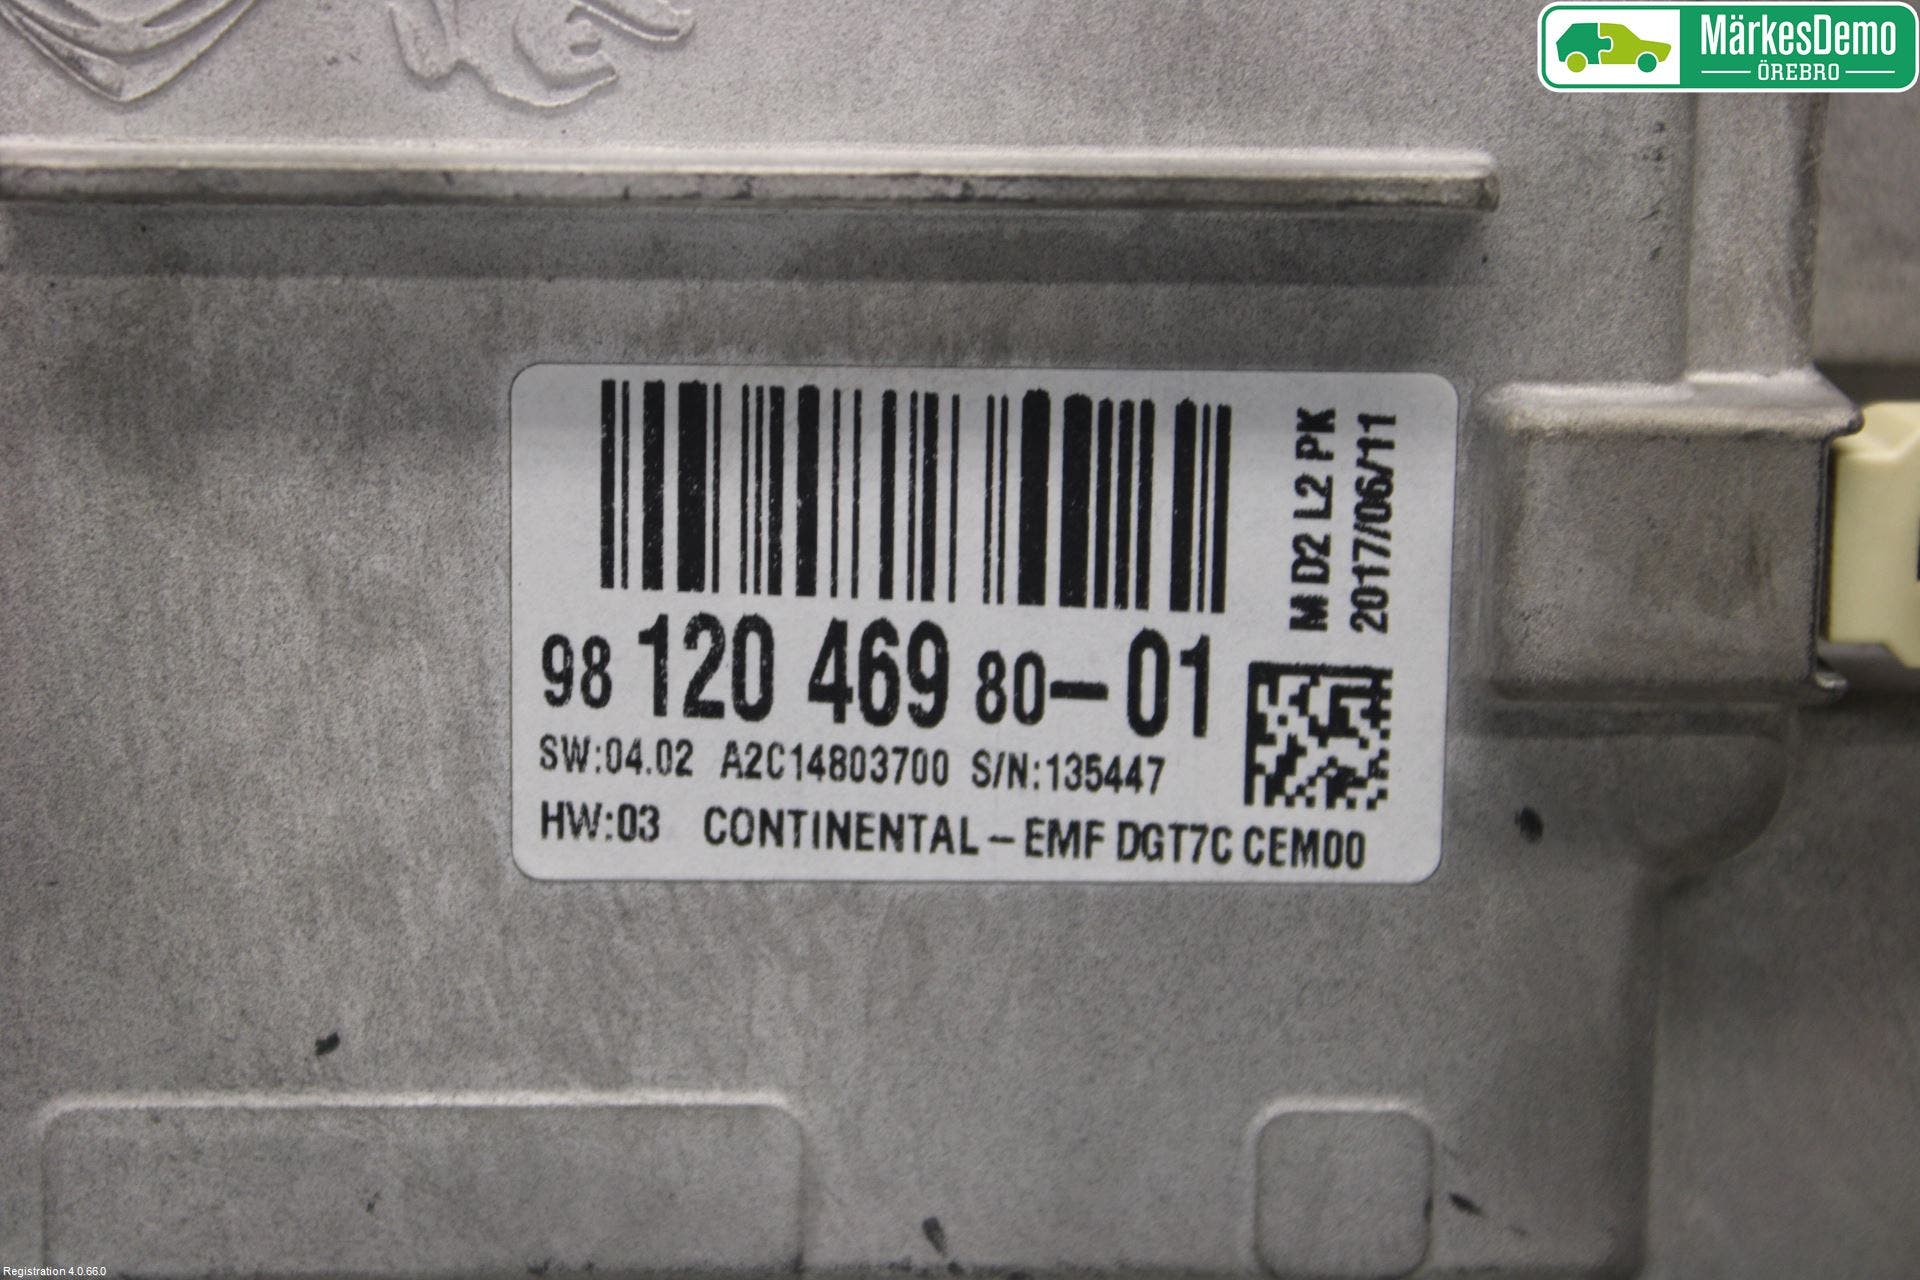 MärkesDemo
ÖREBRO
M D2 L2 PK
2017/06/11
98 120 469 80-01
SW:04.02 A2C14803700 S/N:135447
HW:03 CONTINENTAL-EMF DGT7C CEM00
Registration 4.0.66.0